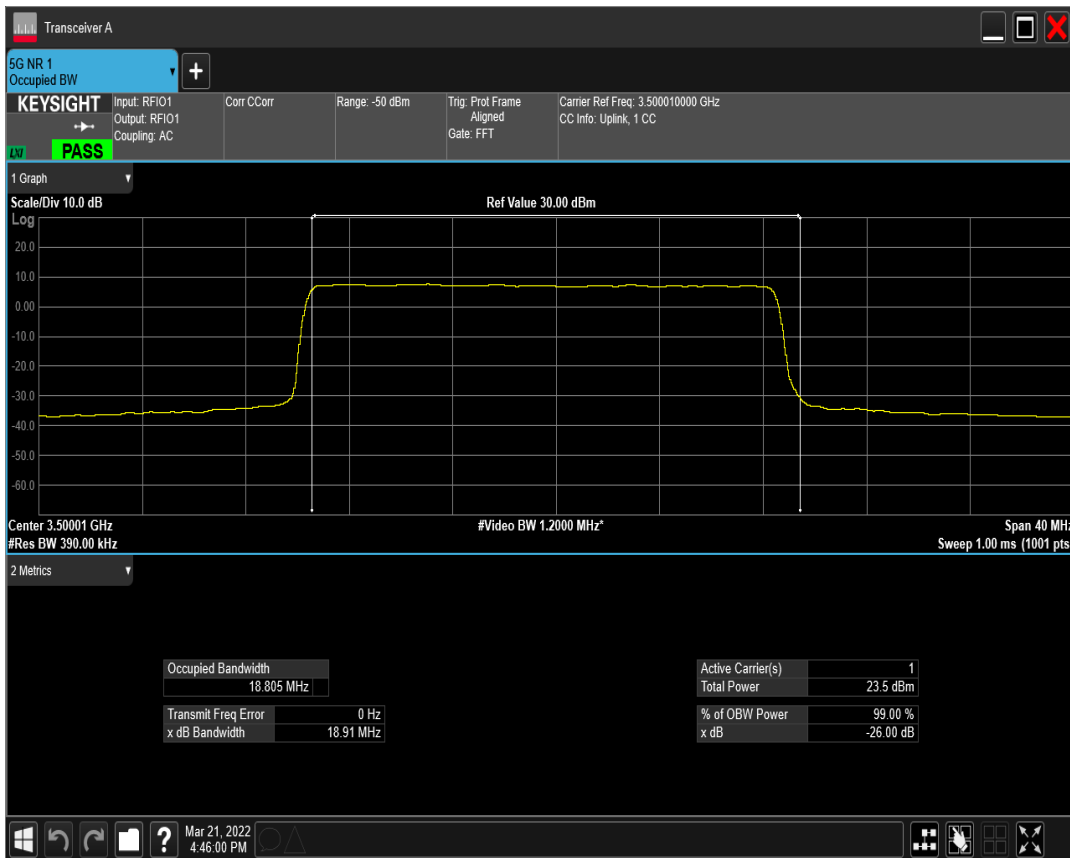 Transceiver A
5G NR 1
Occupied BW
+
KEYSIGHT
LXI
PASS
Input: RFIO1
Output: RFIO1
Coupling: AC
Corr CCorr
Range: -50 dBm
Trig: Prot Frame
Aligned
Gate: FFT
Carrier Ref Freq: 3.500010000 GHz
CC Info: Uplink, 1 CC
1 Graph
Scale/Div 10.0 dB
Ref Value 30.00 dBm
Log
20.0
10.0
0.00
-10.0
-20.0
-30.0
-40.0
-50.0
-60.0
Center 3.50001 GHz
#Video BW 1.2000 MHz*
Span 40 MHz
#Res BW 390.00 kHz
Sweep 1.00 ms (1001 pts
2 Metrics
Occupied Bandwidth
18.805 MHz
Transmit Freq Error 0 Hz
x dB Bandwidth 18.91 MHz
Active Carrier(s) 1
Total Power 23.5 dBm
% of OBW Power 99.00 %
x dB -26.00 dB
?
Mar 21, 2022
4:46:00 PM